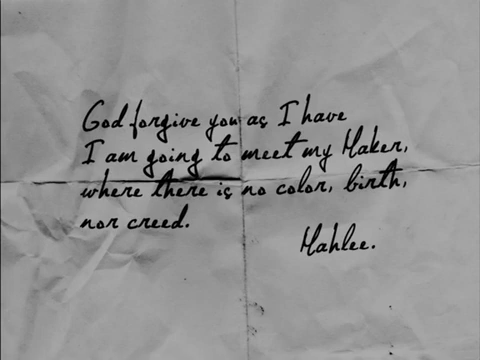 God forgive you as I have
I am going to meet my Maker,
where there is no color, birth,
nor creed.
Mahlee.